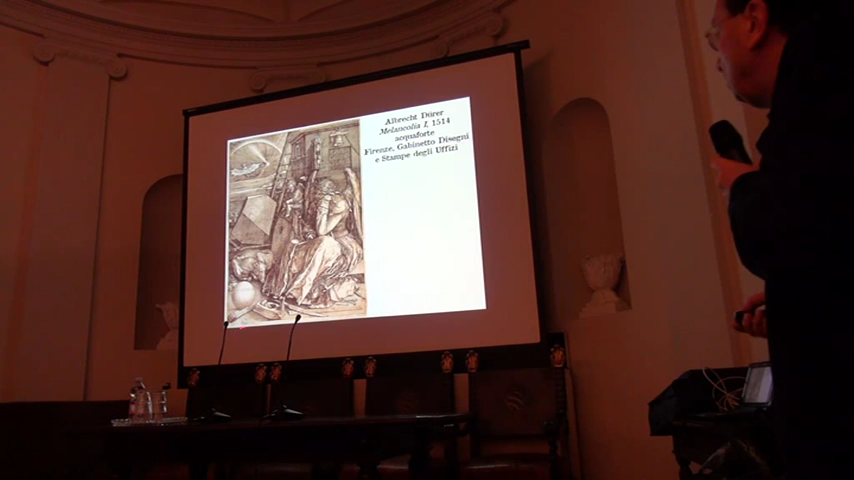 Albrecht Dürer
Melancolia I, 1514
acquaforte
Firenze, Gabinetto Disegni
e Stampe degli Uffizi